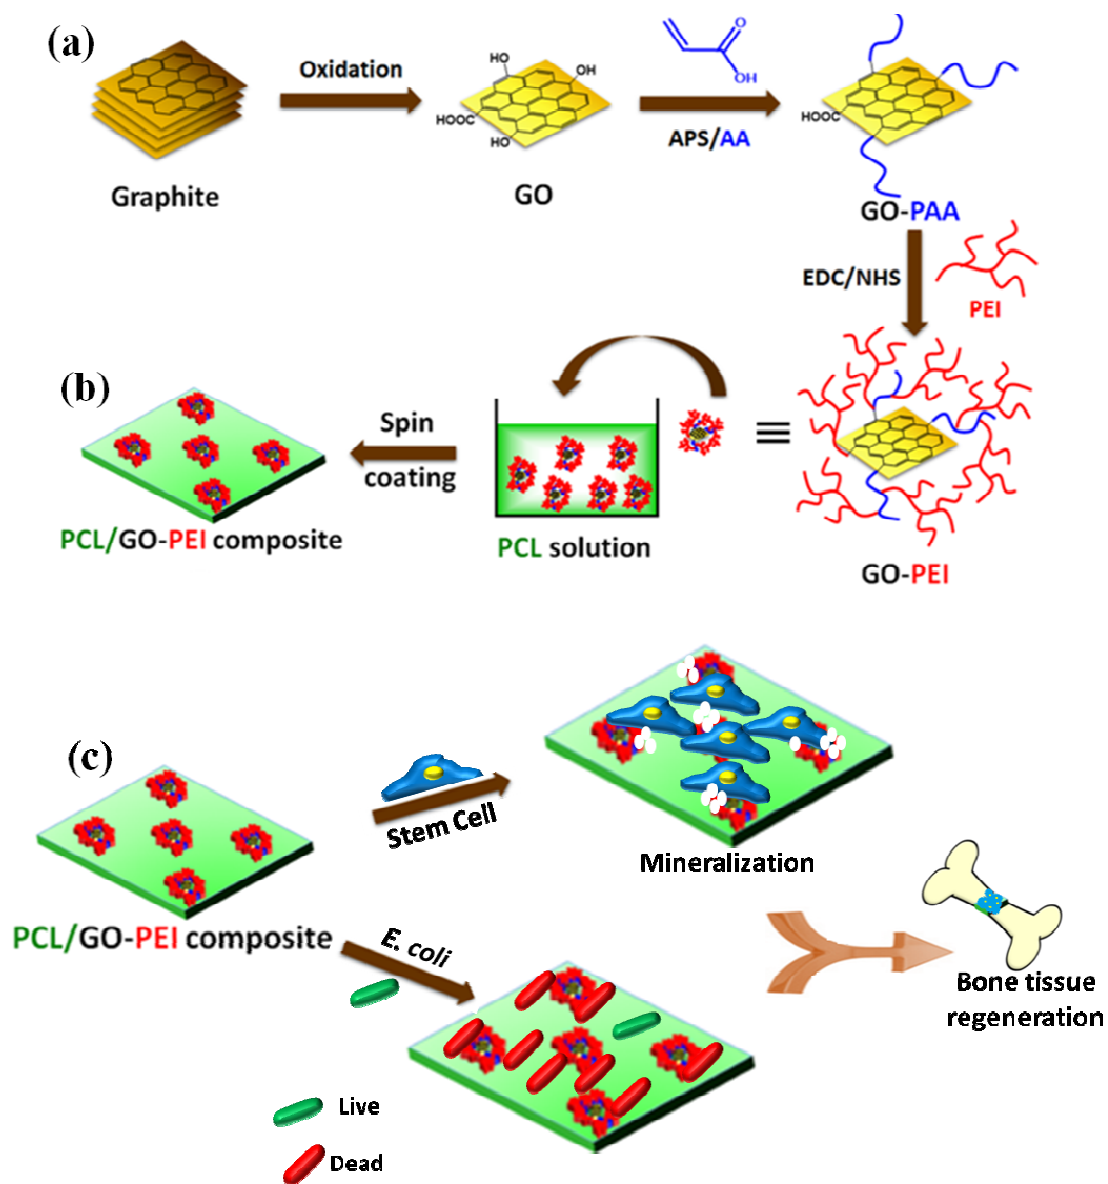 (a)
Oxidation
HO
OH
HOOC
HO
O
OH
APS/AA
HOOC
Graphite
GO
GO-PAA
EDC/NHS
PEI
(b)
Spin
coating
≡
PCL/GO-PEI composite
PCL solution
GO-PEI
(c)
Stem Cell
Mineralization
PCL/GO-PEI composite
E. coli
Bone tissue
regeneration
Live
Dead